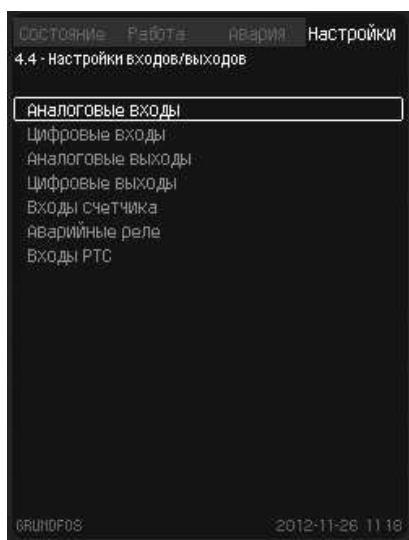 Состояние Работа Авария Настройки
4.4 - Настройки входов/выходов
Аналоговые входы
Цифровые входы
Аналоговые выходы
Цифровые выходы
Входы счетчика
Аварийные реле
Входы РТС
GRUNDFOS 2012-11-26 11:18